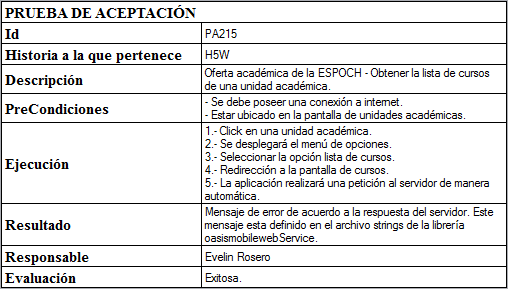 PRUEBA DE ACEPTACIÓN
Id PA215
Historia a la que pertenece H5W
Descripción Oferta académica de la ESPOCH - Obtener la lista de cursos
de una unidad académica.
PreCondiciones - Se debe poseer una conexión a internet.
- Estar ubicado en la pantalla de unidades académicas.
Ejecución 1.- Click en una unidad académica.
2.- Se desplegará el menú de opciones.
3.- Seleccionar la opción lista de cursos.
4.- Redirección a la pantalla de cursos.
5.- La aplicación realizará una petición al servidor de manera
automática.
Resultado Mensaje de error de acuerdo a la respuesta del servidor. Este
mensaje esta definido en el archivo strings de la librería
oasismobilewebService.
Responsable Evelin Rosero
Evaluación Exitosa.